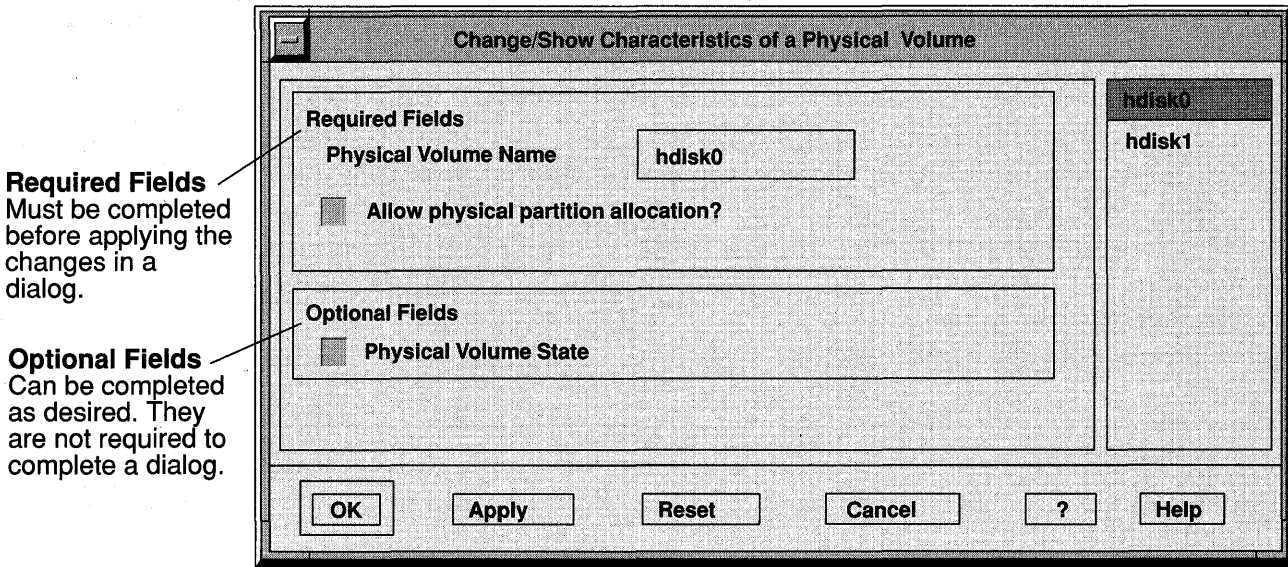 Change/Show Characteristics of a Physical Volume
Required Fields
Must be completed
before applying the
changes in a
dialog.
Optional Fields
Can be completed
as desired. They
are not required to
complete a dialog.
Required Fields
Physical Volume Name
hdisk0
Allow physical partition allocation?
Optional Fields
Physical Volume State
hdisk0
hdisk1
OK
Apply
Reset
Cancel
?
Help